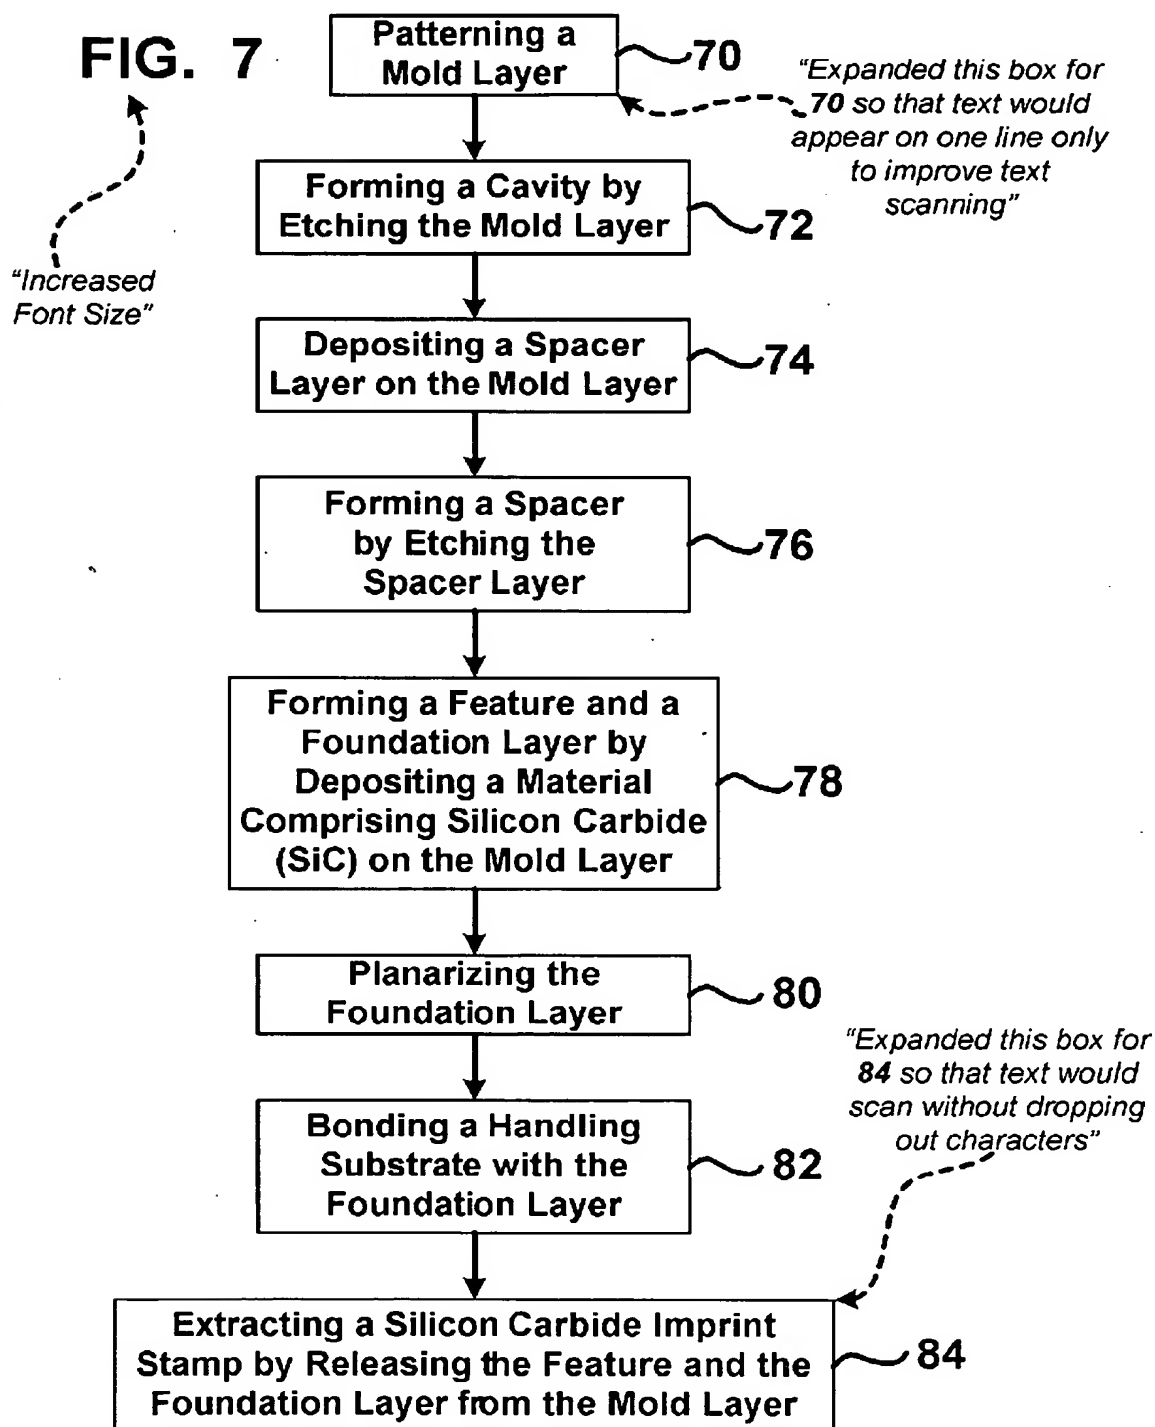 FIG. 7
Patterning a
Mold Layer
70
"Expanded this box for
70 so that text would
appear on one line only
to improve text
scanning"
"Increased
Font Size"
Forming a Cavity by
Etching the Mold Layer
72
Depositing a Spacer
Layer on the Mold Layer
74
Forming a Spacer
by Etching the
Spacer Layer
76
Forming a Feature and a
Foundation Layer by
Depositing a Material
Comprising Silicon Carbide
(SiC) on the Mold Layer
78
Planarizing the
Foundation Layer
80
"Expanded this box for
84 so that text would
scan without dropping
out characters"
Bonding a Handling
Substrate with the
Foundation Layer
82
Extracting a Silicon Carbide Imprint
Stamp by Releasing the Feature and the
Foundation Layer from the Mold Layer
84